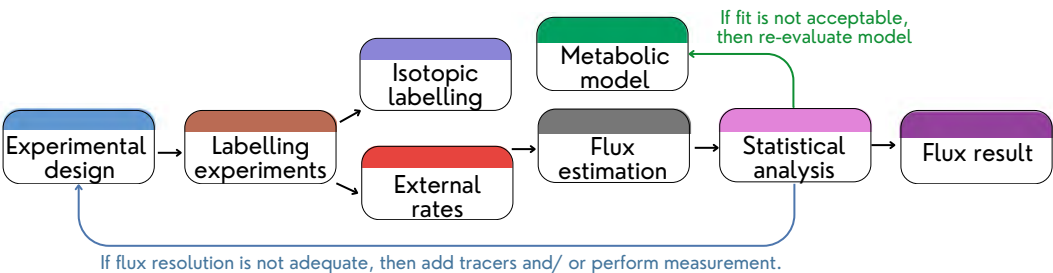 If fit is not acceptable,
then re-evaluate model
Metabolic
model
Isotopic
labelling
Experimental
design
Labelling
experiments
External
rates
Flux
estimation
Statistical
analysis
Flux result
If flux resolution is not adequate, then add tracers and/ or perform measurement.